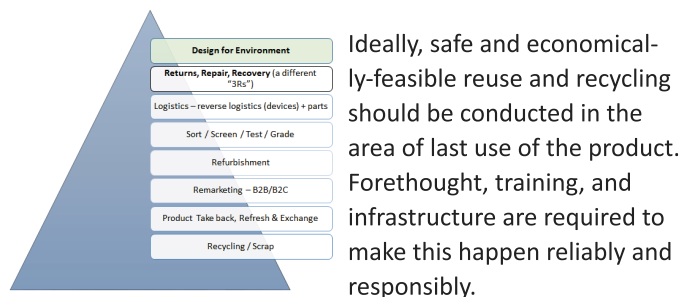 Design for Environment
Returns, Repair, Recovery (a different
“3Rs”)
Logistics – reverse logistics (devices) + parts
Sort / Screen / Test / Grade
Refurbishment
Remarketing – B2B/B2C
Product Take back, Refresh & Exchange
Recycling / Scrap
Ideally, safe and economical-
ly-feasible reuse and recycling
should be conducted in the
area of last use of the product.
Forethought, training, and
infrastructure are required to
make this happen reliably and
responsibly.